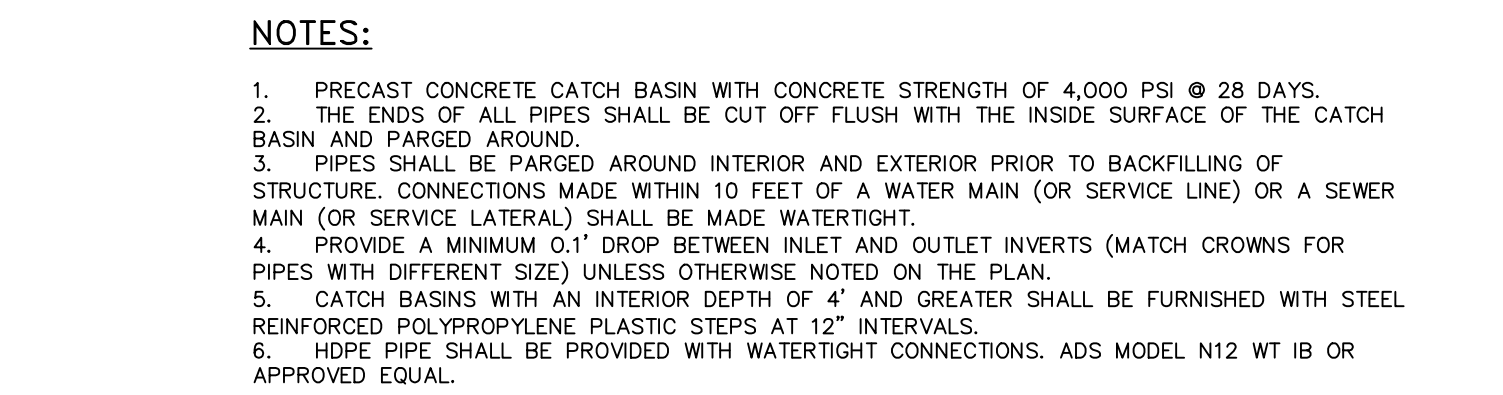 NOTES:
1. PRECAST CONCRETE CATCH BASIN WITH CONCRETE STRENGTH OF 4,000 PSI @ 28 DAYS.
2. THE ENDS OF ALL PIPES SHALL BE CUT OFF FLUSH WITH THE INSIDE SURFACE OF THE CATCH
BASIN AND PARGED AROUND.
3. PIPES SHALL BE PARGED AROUND INTERIOR AND EXTERIOR PRIOR TO BACKFILLING OF
STRUCTURE. CONNECTIONS MADE WITHIN 10 FEET OF A WATER MAIN (OR SERVICE LINE) OR A SEWER
MAIN (OR SERVICE LATERAL) SHALL BE MADE WATERTIGHT.
4. PROVIDE A MINIMUM 0.1' DROP BETWEEN INLET AND OUTLET INVERTS (MATCH CROWNS FOR
PIPES WITH DIFFERENT SIZE) UNLESS OTHERWISE NOTED ON THE PLAN.
5. CATCH BASINS WITH AN INTERIOR DEPTH OF 4' AND GREATER SHALL BE FURNISHED WITH STEEL
REINFORCED POLYPROPYLENE PLASTIC STEPS AT 12" INTERVALS.
6. HDPE PIPE SHALL BE PROVIDED WITH WATERTIGHT CONNECTIONS. ADS MODEL N12 WT IB OR
APPROVED EQUAL.